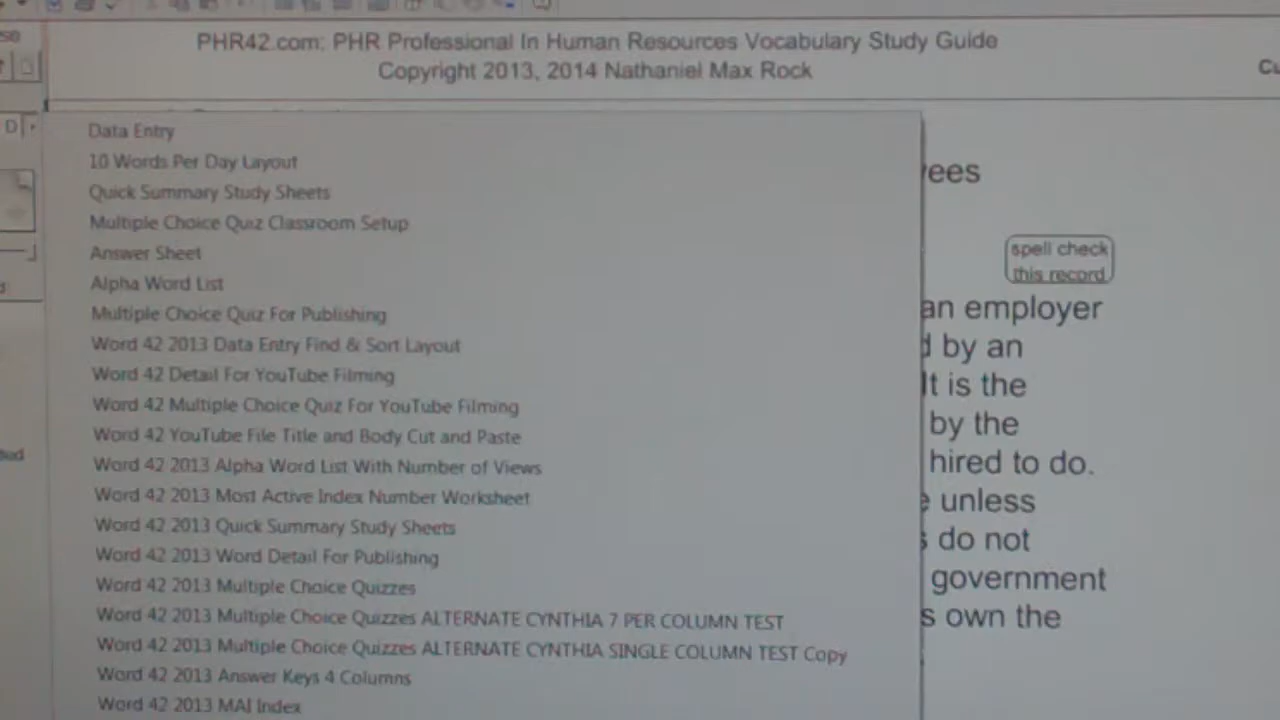 PHR42.com: PHR Professional In Human Resources Vocabulary Study Guide
Copyright 2013, 2014 Nathaniel Max Rock
Data Entry
10 Words Per Day Layout
Quick Summary Study Sheets
Multiple Choice Quiz Classroom Setup
Answer Sheet
Alpha Word List
Multiple Choice Quiz For Publishing
Word 42 2013 Data Entry Find & Sort Layout
Word 42 Detail For YouTube Filming
Word 42 Multiple Choice Quiz For YouTube Filming
Word 42 YouTube File Title and Body Cut and Paste
Word 42 2013 Alpha Word List With Number of Views
Word 42 2013 Most Active Index Number Worksheet
Word 42 2013 Quick Summary Study Sheets
Word 42 2013 Word Detail For Publishing
Word 42 2013 Multiple Choice Quizzes
Word 42 2013 Multiple Choice Quizzes ALTERNATE CYNTHIA 7 PER COLUMN TEST
Word 42 2013 Multiple Choice Quizzes ALTERNATE CYNTHIA SINGLE COLUMN TEST Copy
Word 42 2013 Answer Keys 4 Columns
Word 42 2013 MAI Index
spell check
this record
an employer
by an
It is the
by the
hired to do.
unless
do not
government
own the